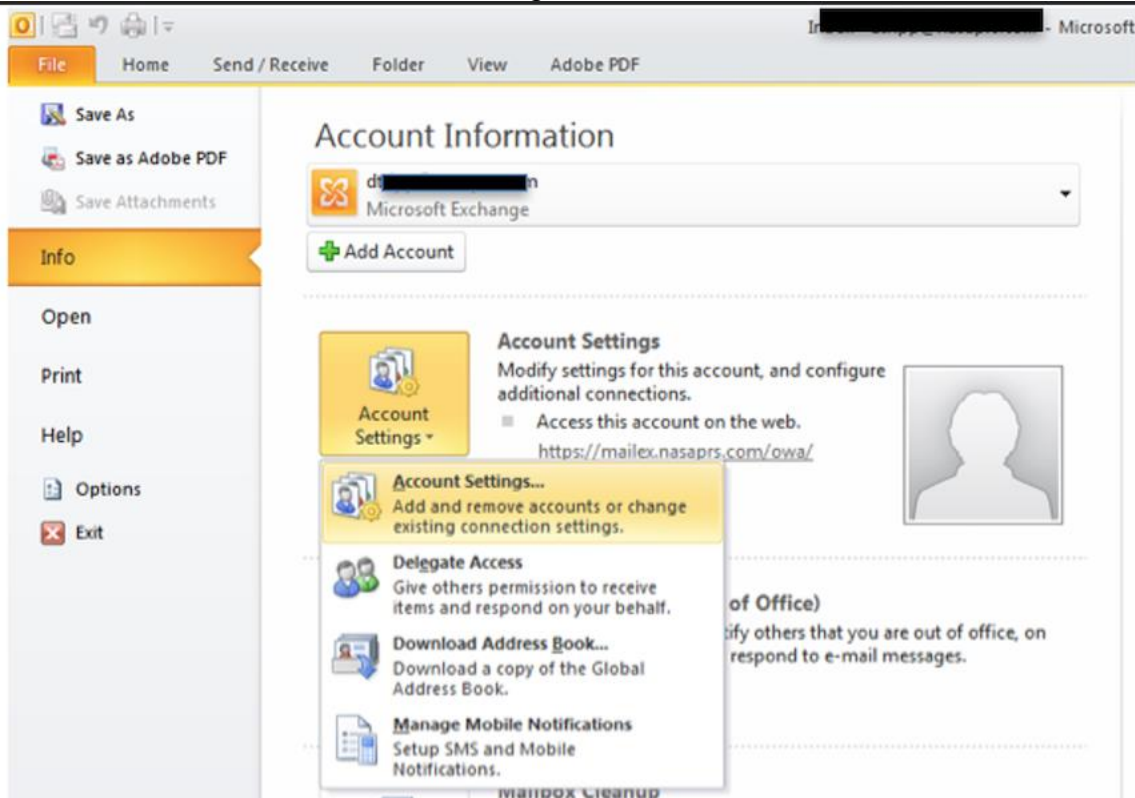 - Microsoft
File Home Send / Receive Folder View Adobe PDF
Save As
Save as Adobe PDF
Save Attachments
Info
Open
Print
Help
Options
Exit
Account Information
Microsoft Exchange
Add Account
Account Settings
Account Settings
Modify settings for this account, and configure
additional connections.
Access this account on the web.
https://mailex.nasaprs.com/owa/
Account Settings...
Add and remove accounts or change
existing connection settings.
Delegate Access
Give others permission to receive
items and respond on your behalf.
Download Address Book...
Download a copy of the Global
Address Book.
Manage Mobile Notifications
Setup SMS and Mobile
Notifications.
of Office)
others that you are out of office, on
respond to e-mail messages.
Mailbox Cleanup